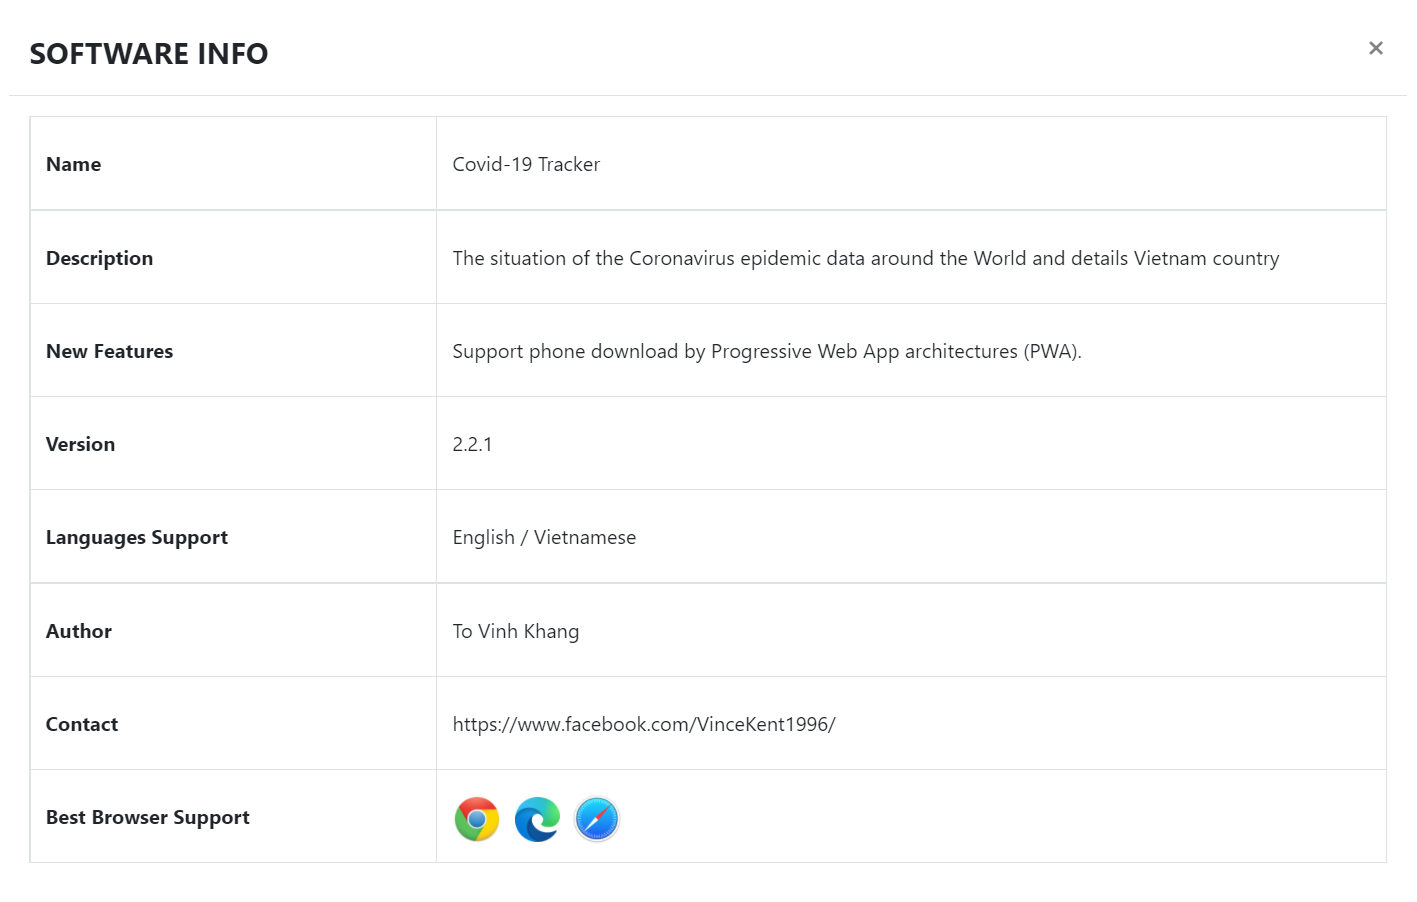 SOFTWARE INFO
×
Name
Covid-19 Tracker
Description
The situation of the Coronavirus epidemic data around the World and details Vietnam country
New Features
Support phone download by Progressive Web App architectures (PWA).
Version
2.2.1
Languages Support
English / Vietnamese
Author
To Vinh Khang
Contact
https://www.facebook.com/VinceKent1996/
Best Browser Support